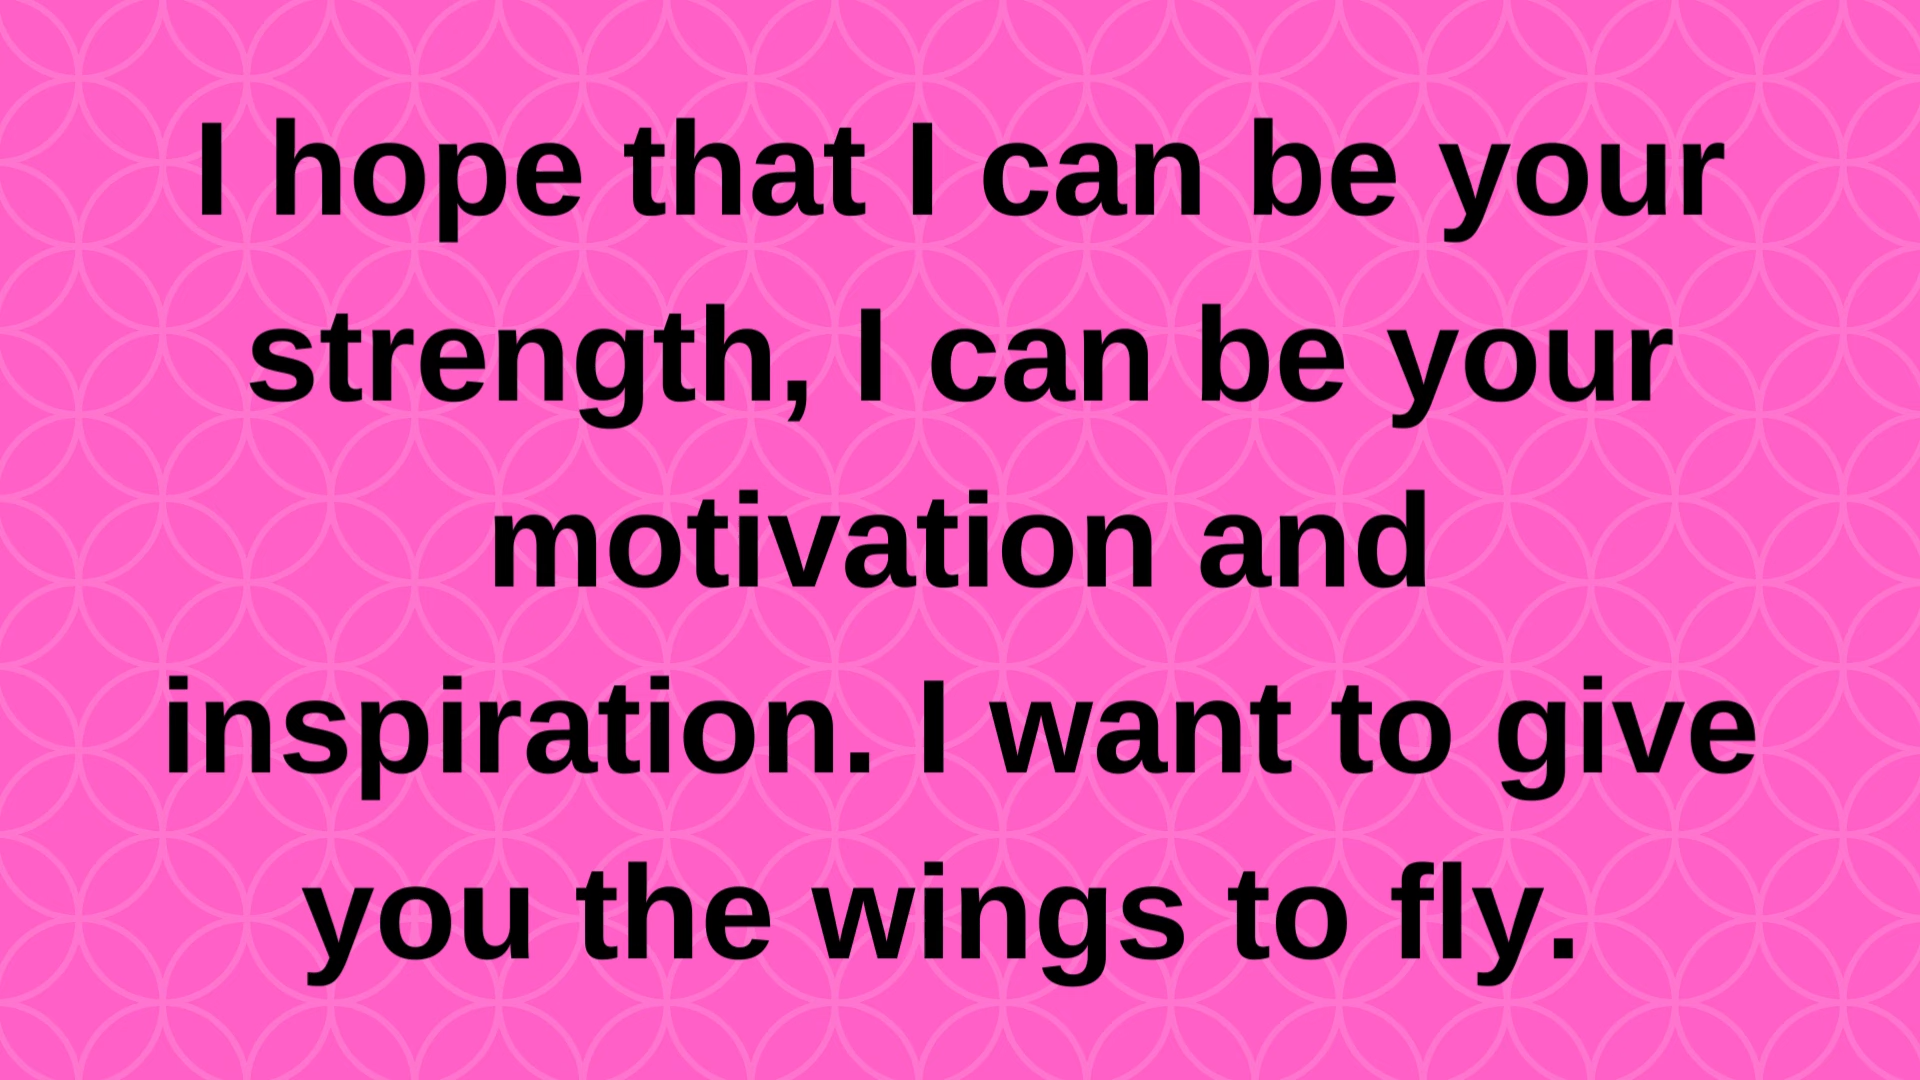 I hope that I can be your
strength, I can be your
motivation and
inspiration. I want to give
you the wings to fly.